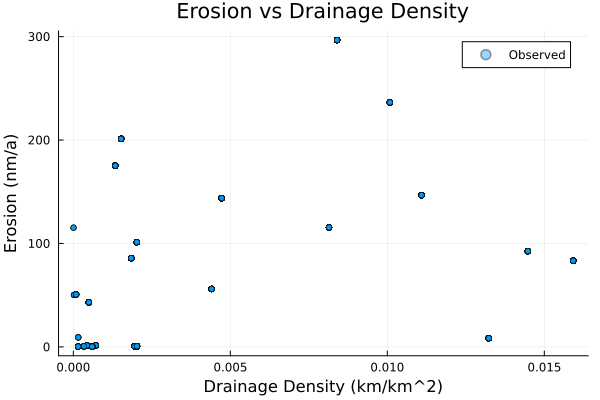 Erosion vs Drainage Density
Observed
300
200
100
0
Erosion (nm/a)
0.000 0.005 0.010 0.015
Drainage Density (km/km^2)